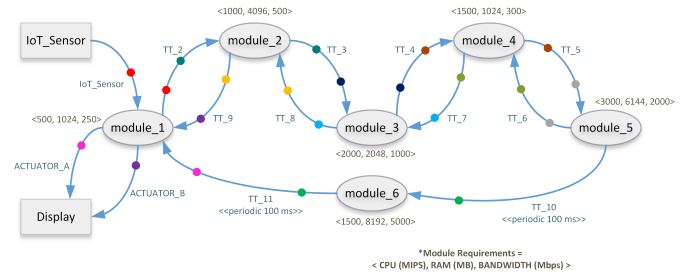 <1000, 4096, 500>
<1500, 1024, 300>
IoT_Sensor
TT_2
module_2
TT_3
TT_4
module_4
TT_5
IoT_Sensor
<500, 1024, 250>
module_1
TT_9
TT_8
module_3
TT_7
TT_6
<3000, 6144, 2000>
module_5
<2000, 2048, 1000>
ACTUATOR_A
ACTUATOR_B
Display
TT_11
<<periodic 100 ms>>
module_6
<1500, 8192, 5000>
TT_10
<<periodic 100 ms>>
*Module Requirements =
< CPU (MIPS), RAM (MB), BANDWIDTH (Mbps) >